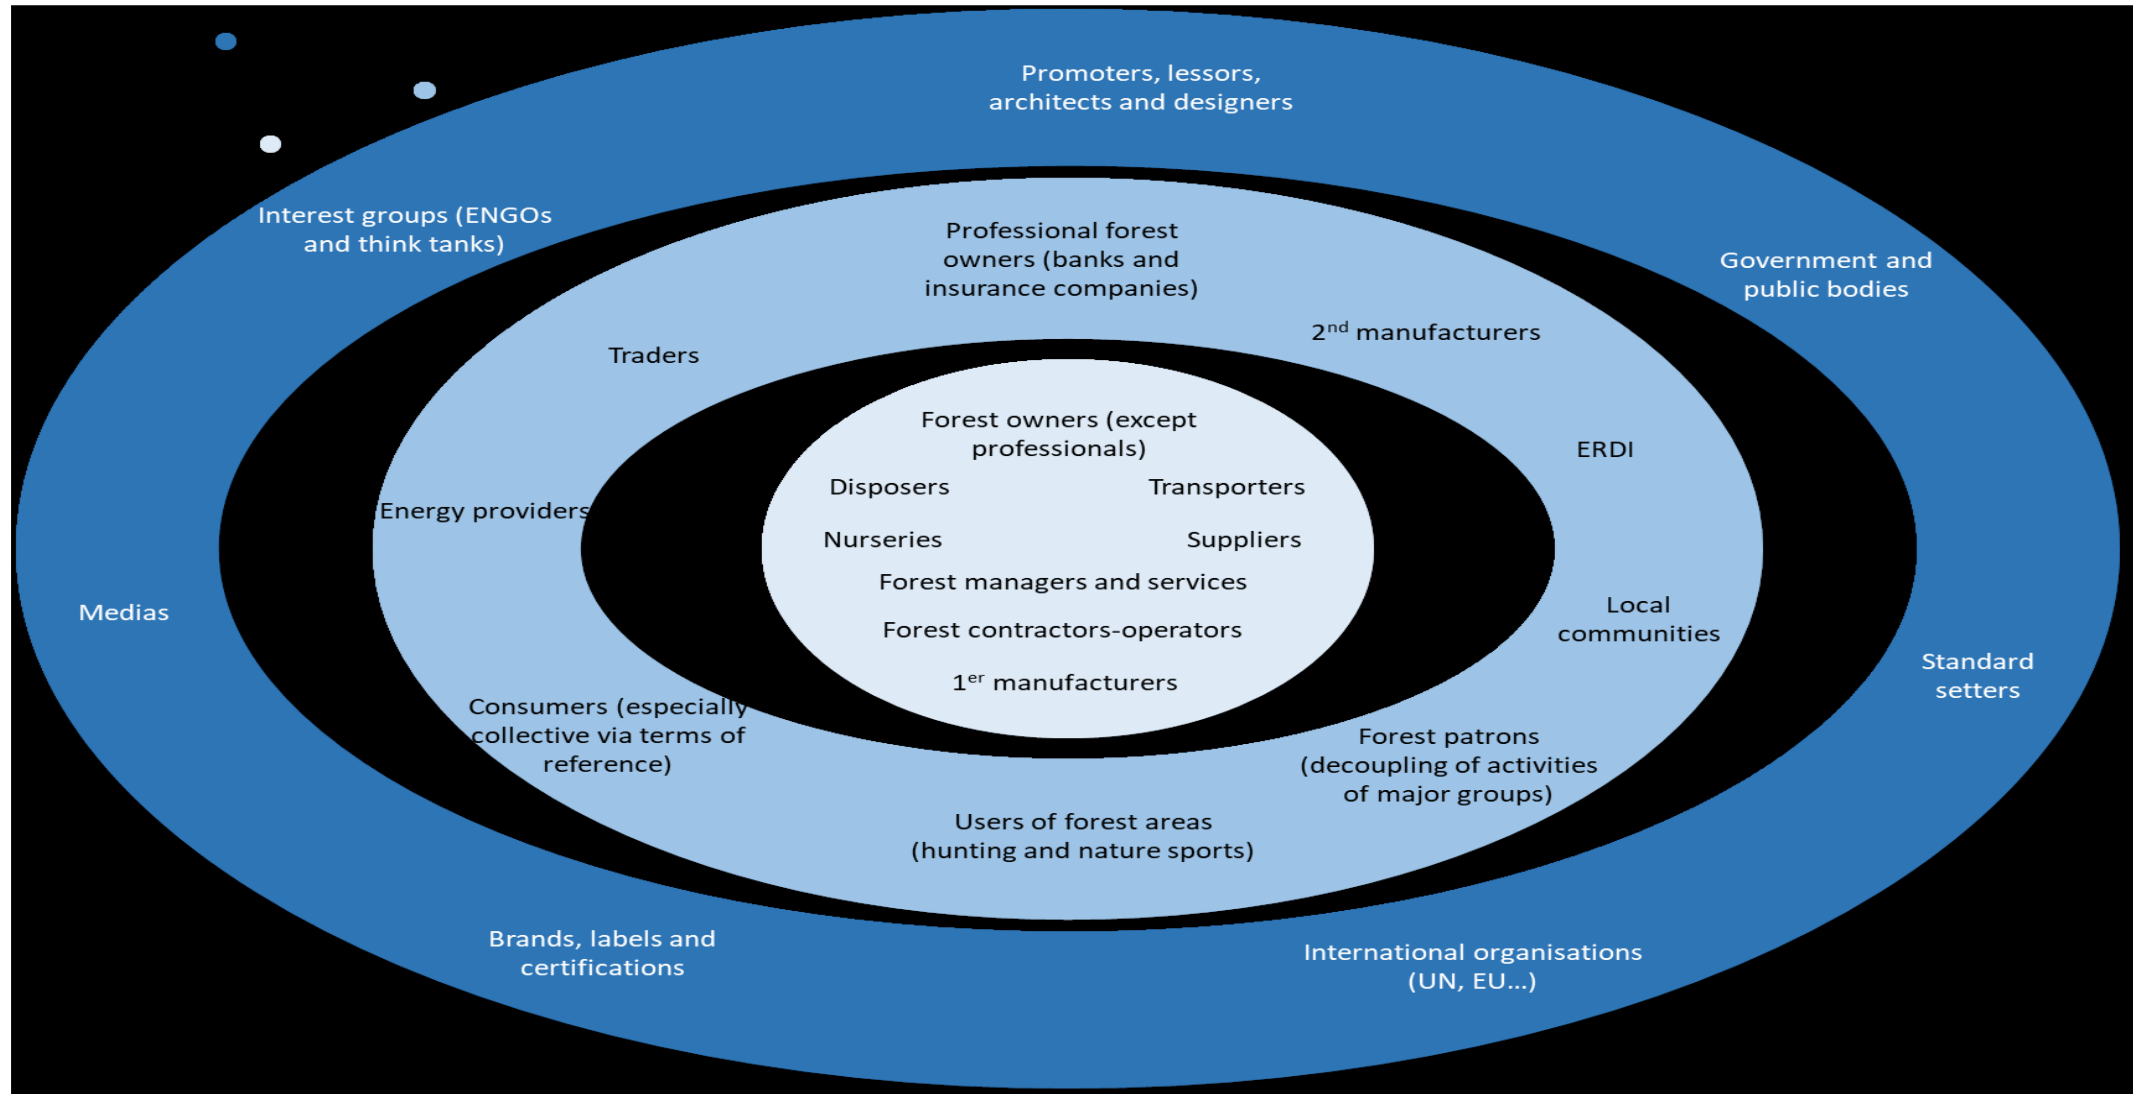 Promoters, lessors,
architects and designers
Interest groups (ENGOs
and think tanks)
Government and
public bodies
Medias
Standard
setters
Brands, labels and
certifications
International organisations
(UN, EU...)
Professional forest
owners (banks and
insurance companies)
2nd manufacturers
Traders
ERDI
Energy providers
Local
communities
Consumers (especially
collective via terms of
reference)
Forest patrons
(decoupling of activities
of major groups)
Users of forest areas
(hunting and nature sports)
Forest owners (except
professionals)
Disposers
Transporters
Nurseries
Suppliers
Forest managers and services
Forest contractors-operators
1er manufacturers